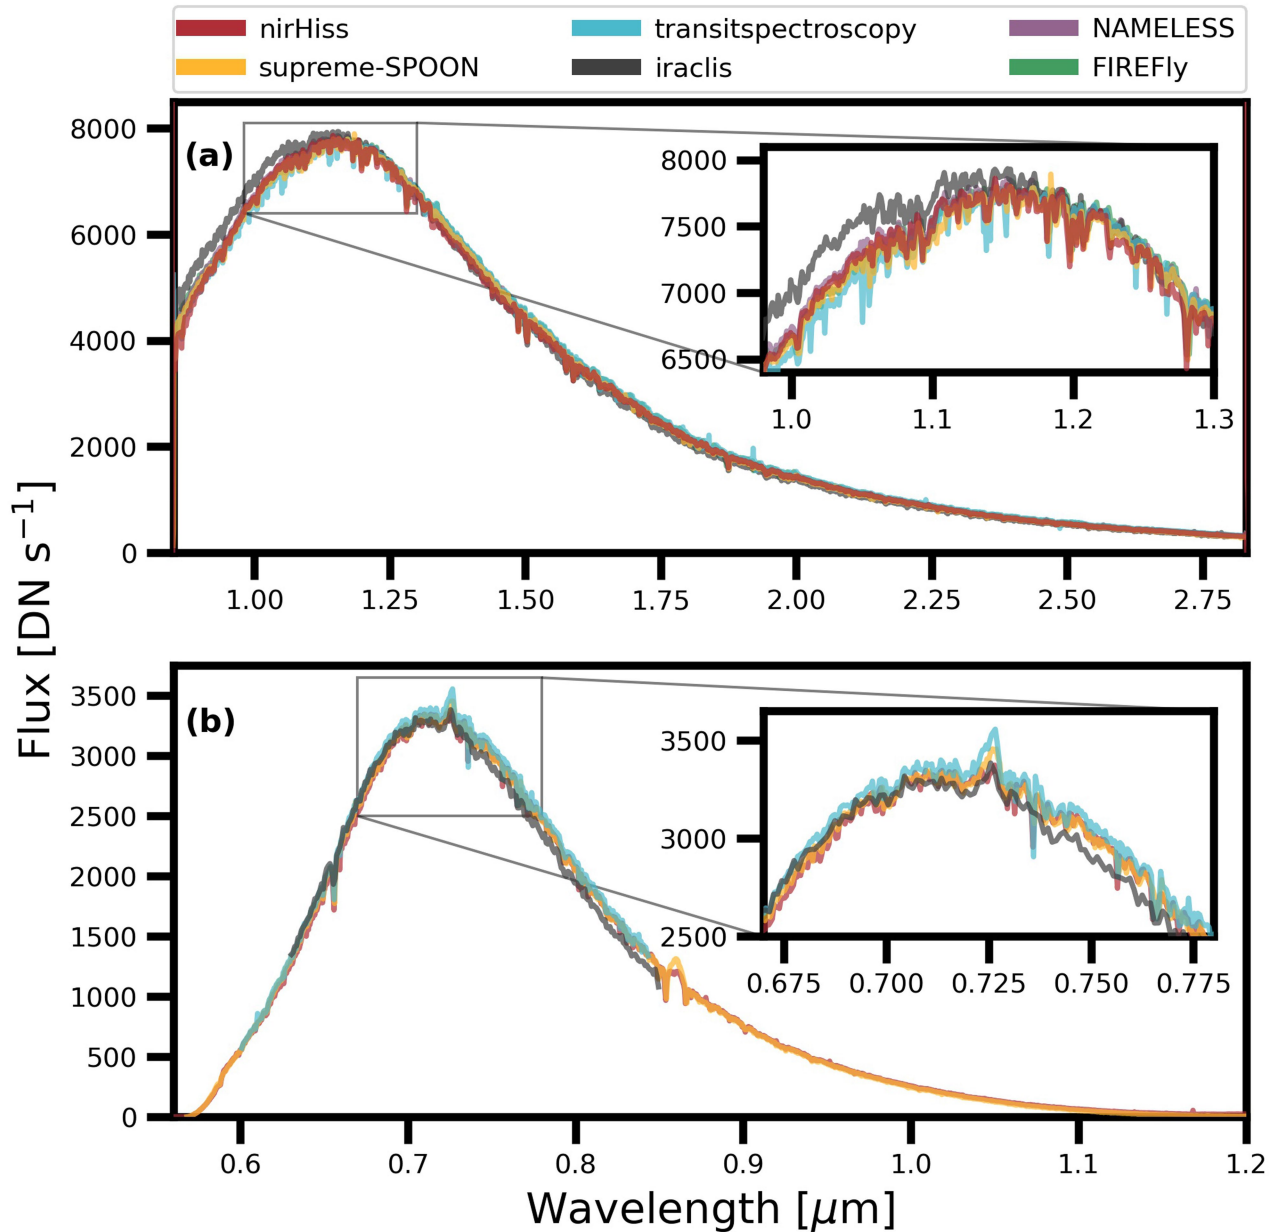 nirHiss transitspectroscopy NAMELESS
supreme-SPOON iraclis FIREFly
(a)
8000
6000
4000
2000
0
8000
7500
7000
6500
1.0 1.1 1.2 1.3
1.00 1.25 1.50 1.75 2.00 2.25 2.50 2.75
Flux [DN s⁻¹]
(b)
3500
3000
2500
2000
1500
1000
500
0
3500
3000
2500
0.675 0.700 0.725 0.750 0.775
0.6 0.7 0.8 0.9 1.0 1.1 1.2
Wavelength [μm]